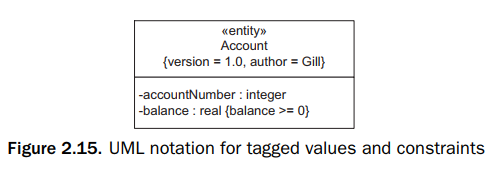 «entity»
Account
{version = 1.0, author = Gill}
-accountNumber : integer
-balance : real {balance >= 0}
Figure 2.15. UML notation for tagged values and constraints